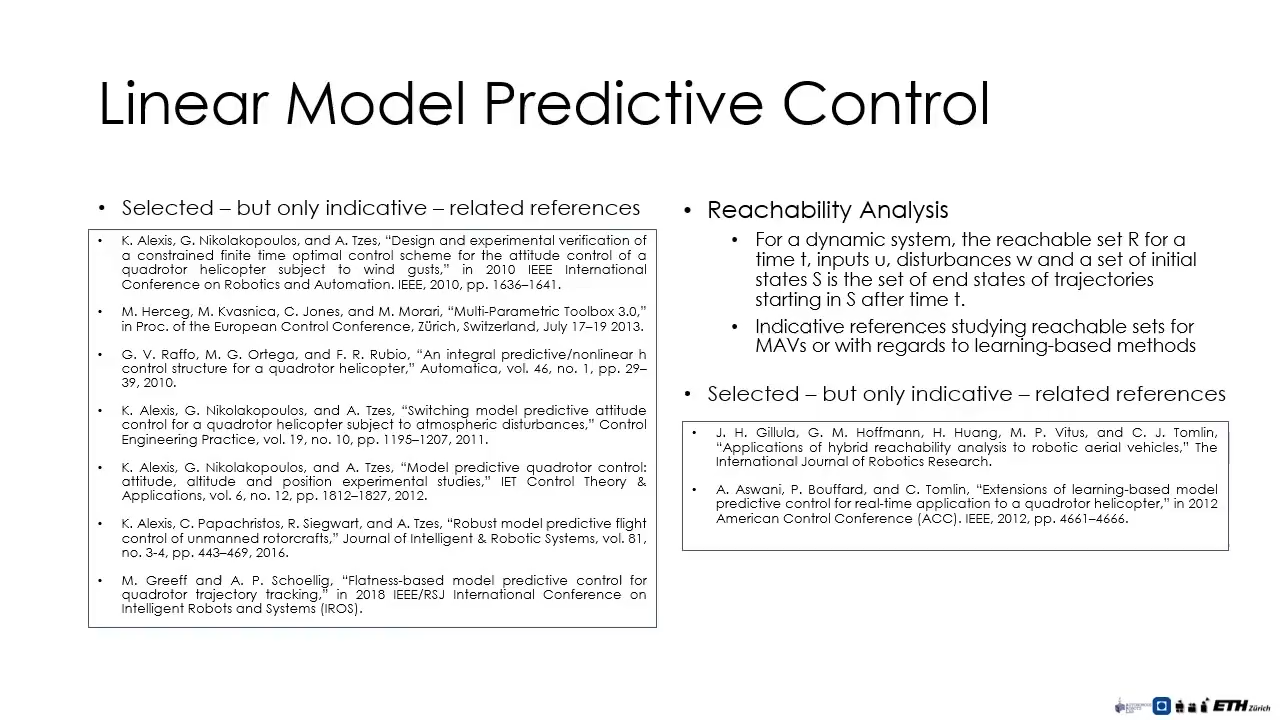 Linear Model Predictive Control
• Selected – but only indicative – related references
• K. Alexis, G. Nikolakopoulos, and A. Tzes, “Design and experimental verification of
a constrained finite time optimal control scheme for the attitude control of a
quadrotor helicopter subject to wind gusts,” in 2010 IEEE International
Conference on Robotics and Automation. IEEE, 2010, pp. 1636–1641.
• M. Herceg, M. Kvasnica, C. Jones, and M. Morari, “Multi-Parametric Toolbox 3.0,”
in Proc. of the European Control Conference, Zürich, Switzerland, July 17–19 2013.
• G. V. Raffo, M. G. Ortega, and F. R. Rubio, “An integral predictive/nonlinear h
control structure for a quadrotor helicopter,” Automatica, vol. 46, no. 1, pp. 29–
39, 2010.
• K. Alexis, G. Nikolakopoulos, and A. Tzes, “Switching model predictive attitude
control for a quadrotor helicopter subject to atmospheric disturbances,” Control
Engineering Practice, vol. 19, no. 10, pp. 1195–1207, 2011.
• K. Alexis, G. Nikolakopoulos, and A. Tzes, “Model predictive quadrotor control:
attitude, altitude and position experimental studies,” IET Control Theory &
Applications, vol. 6, no. 12, pp. 1812–1827, 2012.
• K. Alexis, C. Papachristos, R. Siegwart, and A. Tzes, “Robust model predictive flight
control of unmanned rotorcrafts,” Journal of Intelligent & Robotic Systems, vol. 81,
no. 3-4, pp. 443–469, 2016.
• M. Greeff and A. P. Schoellig, “Flatness-based model predictive control for
quadrotor trajectory tracking,” in 2018 IEEE/RSJ International Conference on
Intelligent Robots and Systems (IROS).
• Reachability Analysis
• For a dynamic system, the reachable set R for a
time t, inputs u, disturbances w and a set of initial
states S is the set of end states of trajectories
starting in S after time t.
• Indicative references studying reachable sets for
MAVs or with regards to learning-based methods
• Selected – but only indicative – related references
• J. H. Gillula, G. M. Hoffmann, H. Huang, M. P. Vitus, and C. J. Tomlin,
“Applications of hybrid reachability analysis to robotic aerial vehicles,” The
International Journal of Robotics Research.
• A. Aswani, P. Bouffard, and C. Tomlin, “Extensions of learning-based model
predictive control for real-time application to a quadrotor helicopter,” in 2012
American Control Conference (ACC). IEEE, 2012, pp. 4661–4666.
ETH Zürich